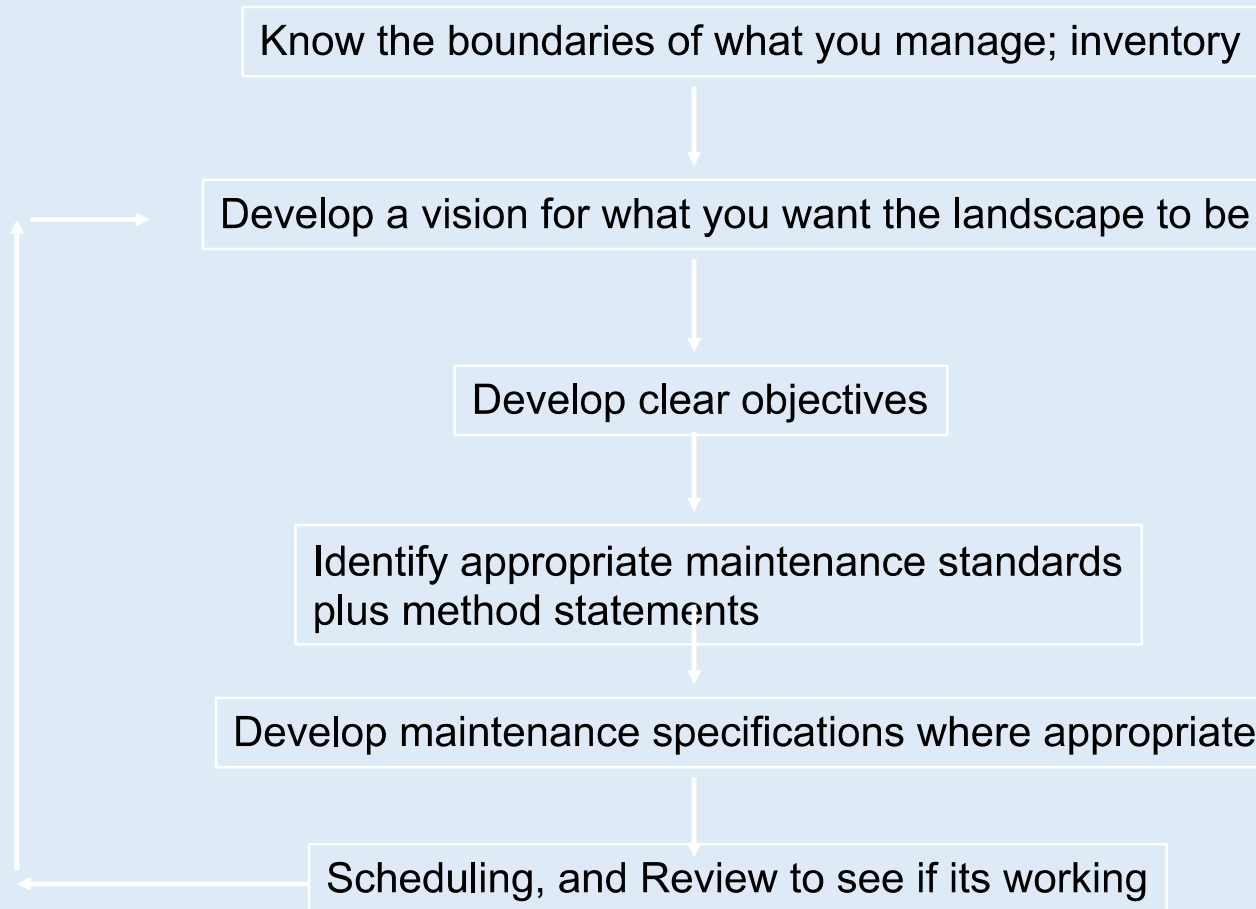 Know the boundaries of what you manage; inventory
Develop a vision for what you want the landscape to be
Develop clear objectives
Identify appropriate maintenance standards
plus method statements
Develop maintenance specifications where appropriate
Scheduling, and Review to see if its working